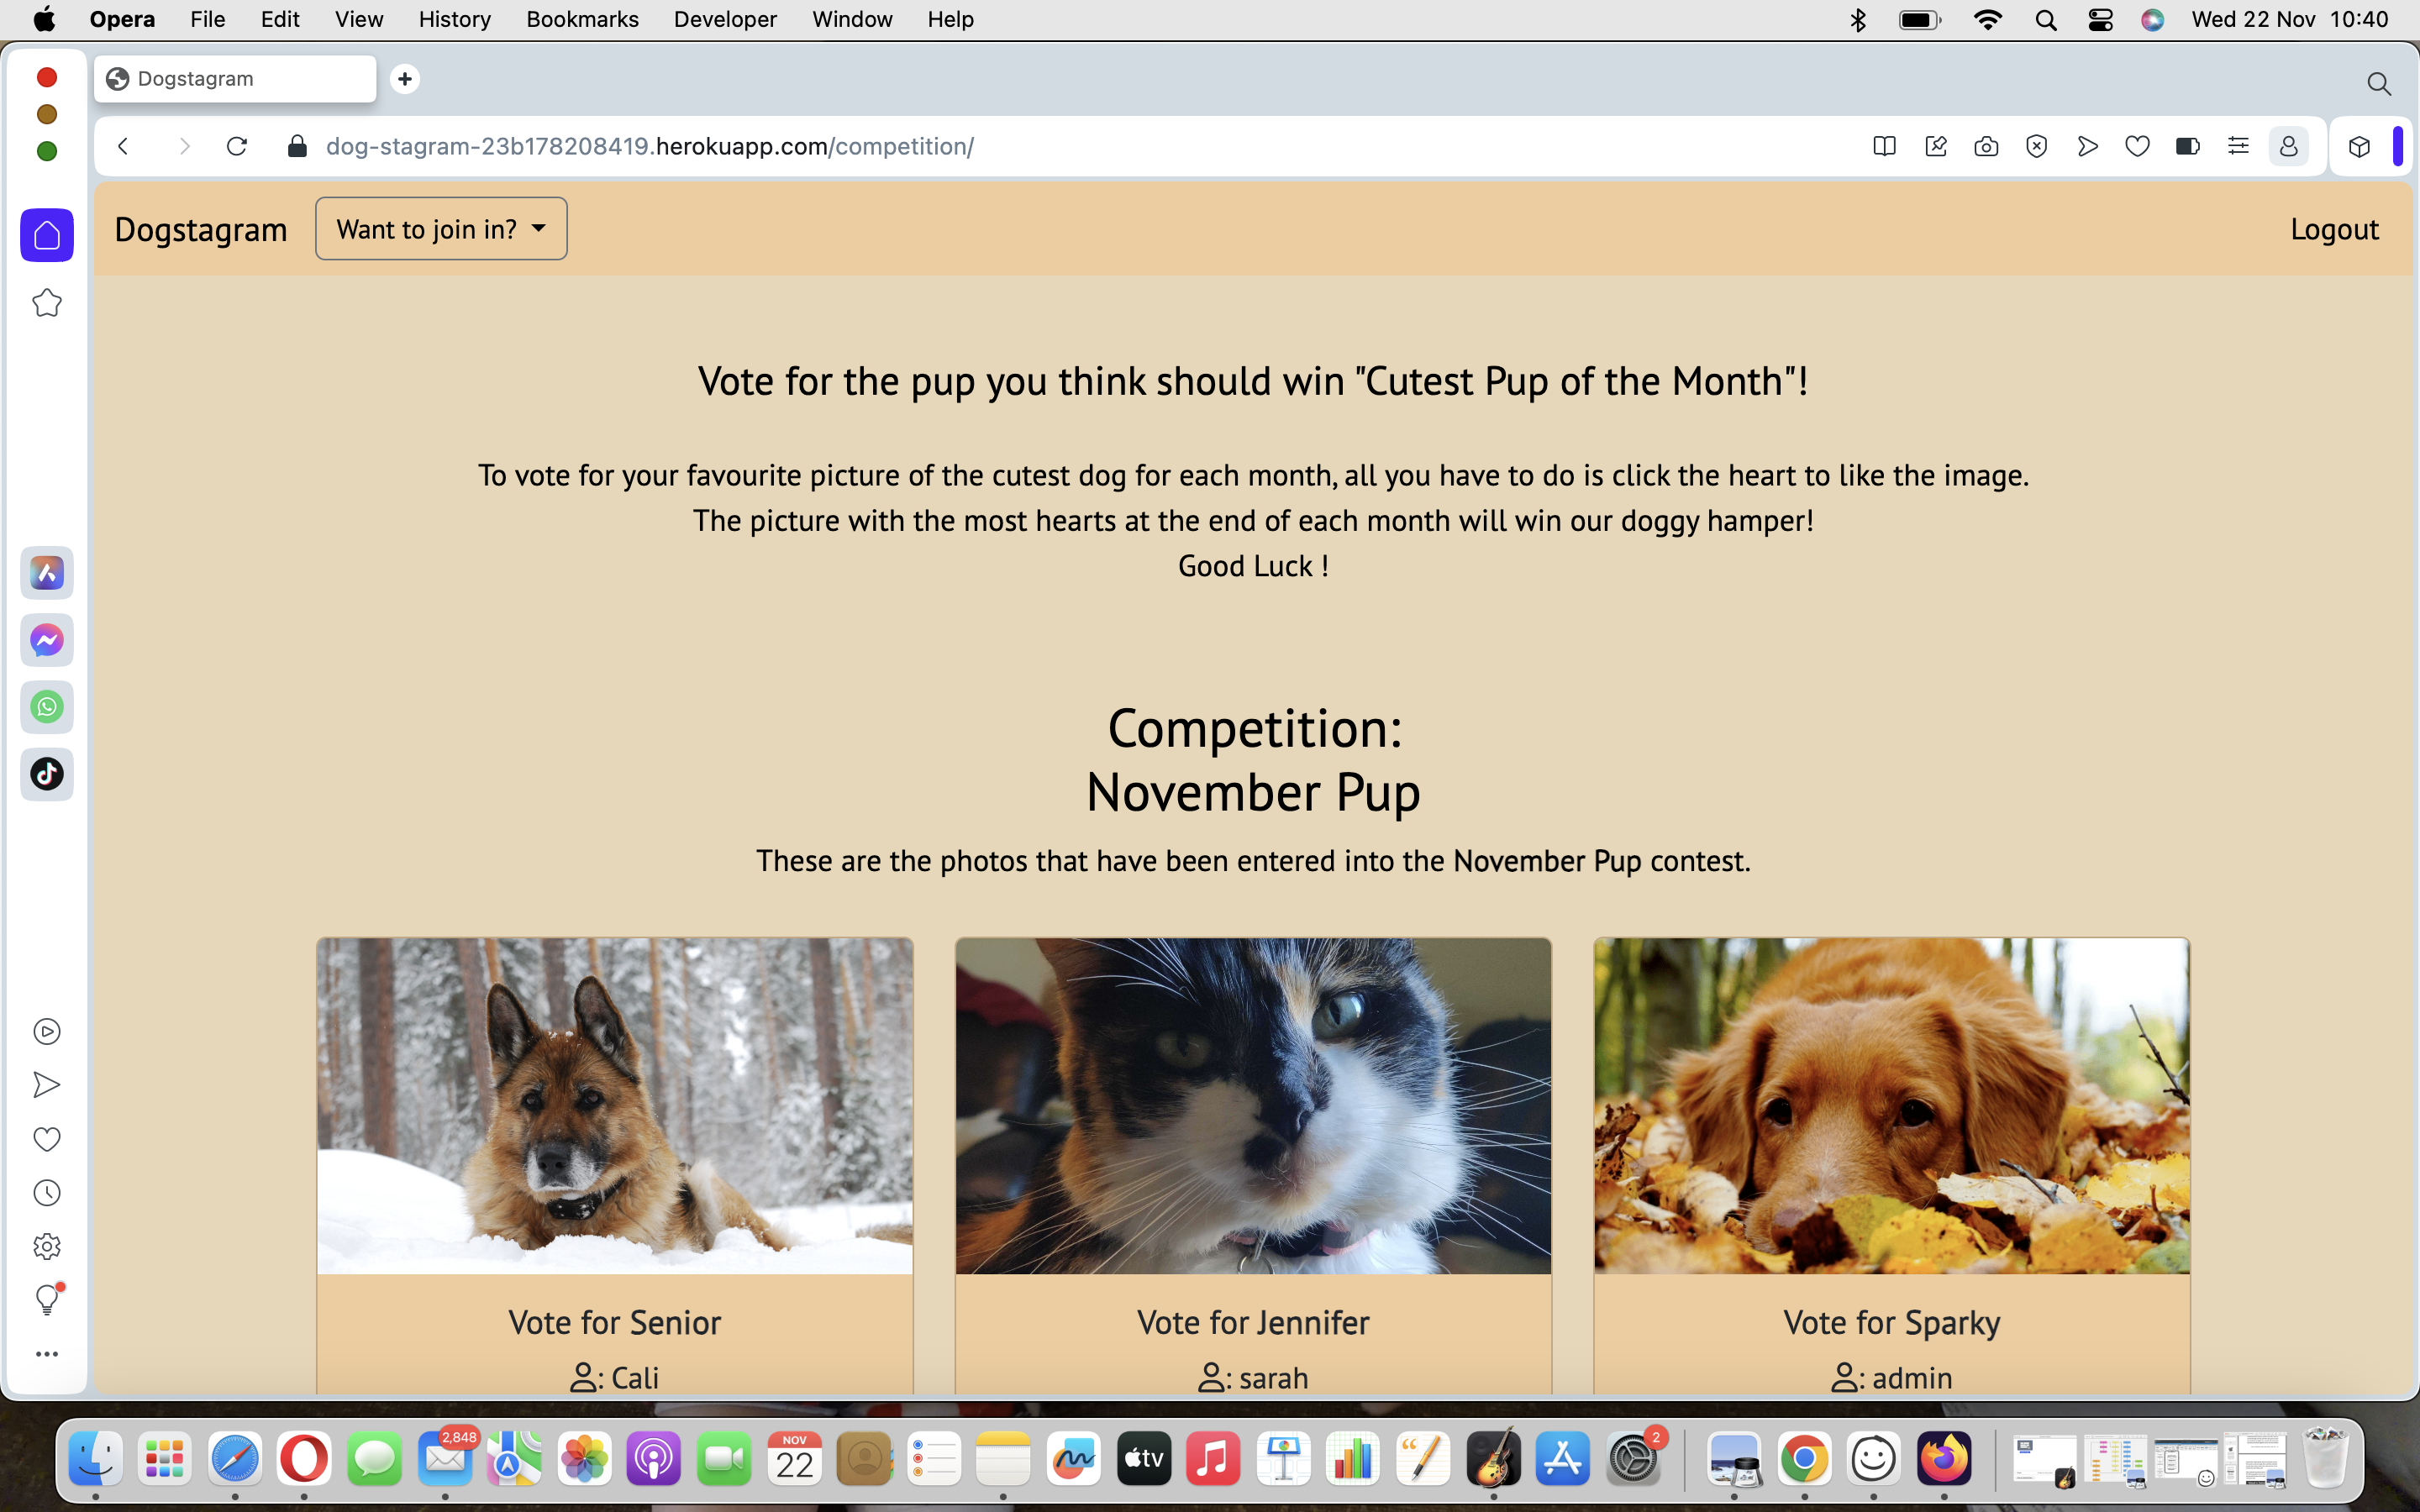 Opera File Edit View History Bookmarks Developer Window Help Wed 22 Nov 10:40
Dogstagram
dog-stagram-23b178208419.herokuapp.com/competition/
Dogstagram Want to join in? Logout
Vote for the pup you think should win "Cutest Pup of the Month"!
To vote for your favourite picture of the cutest dog for each month, all you have to do is click the heart to like the image.
The picture with the most hearts at the end of each month will win our doggy hamper!
Good Luck !
Competition:
November Pup
These are the photos that have been entered into the November Pup contest.
Vote for Senior
: Cali
Vote for Jennifer
: sarah
Vote for Sparky
: admin
2,848
NOV
22
tv
2